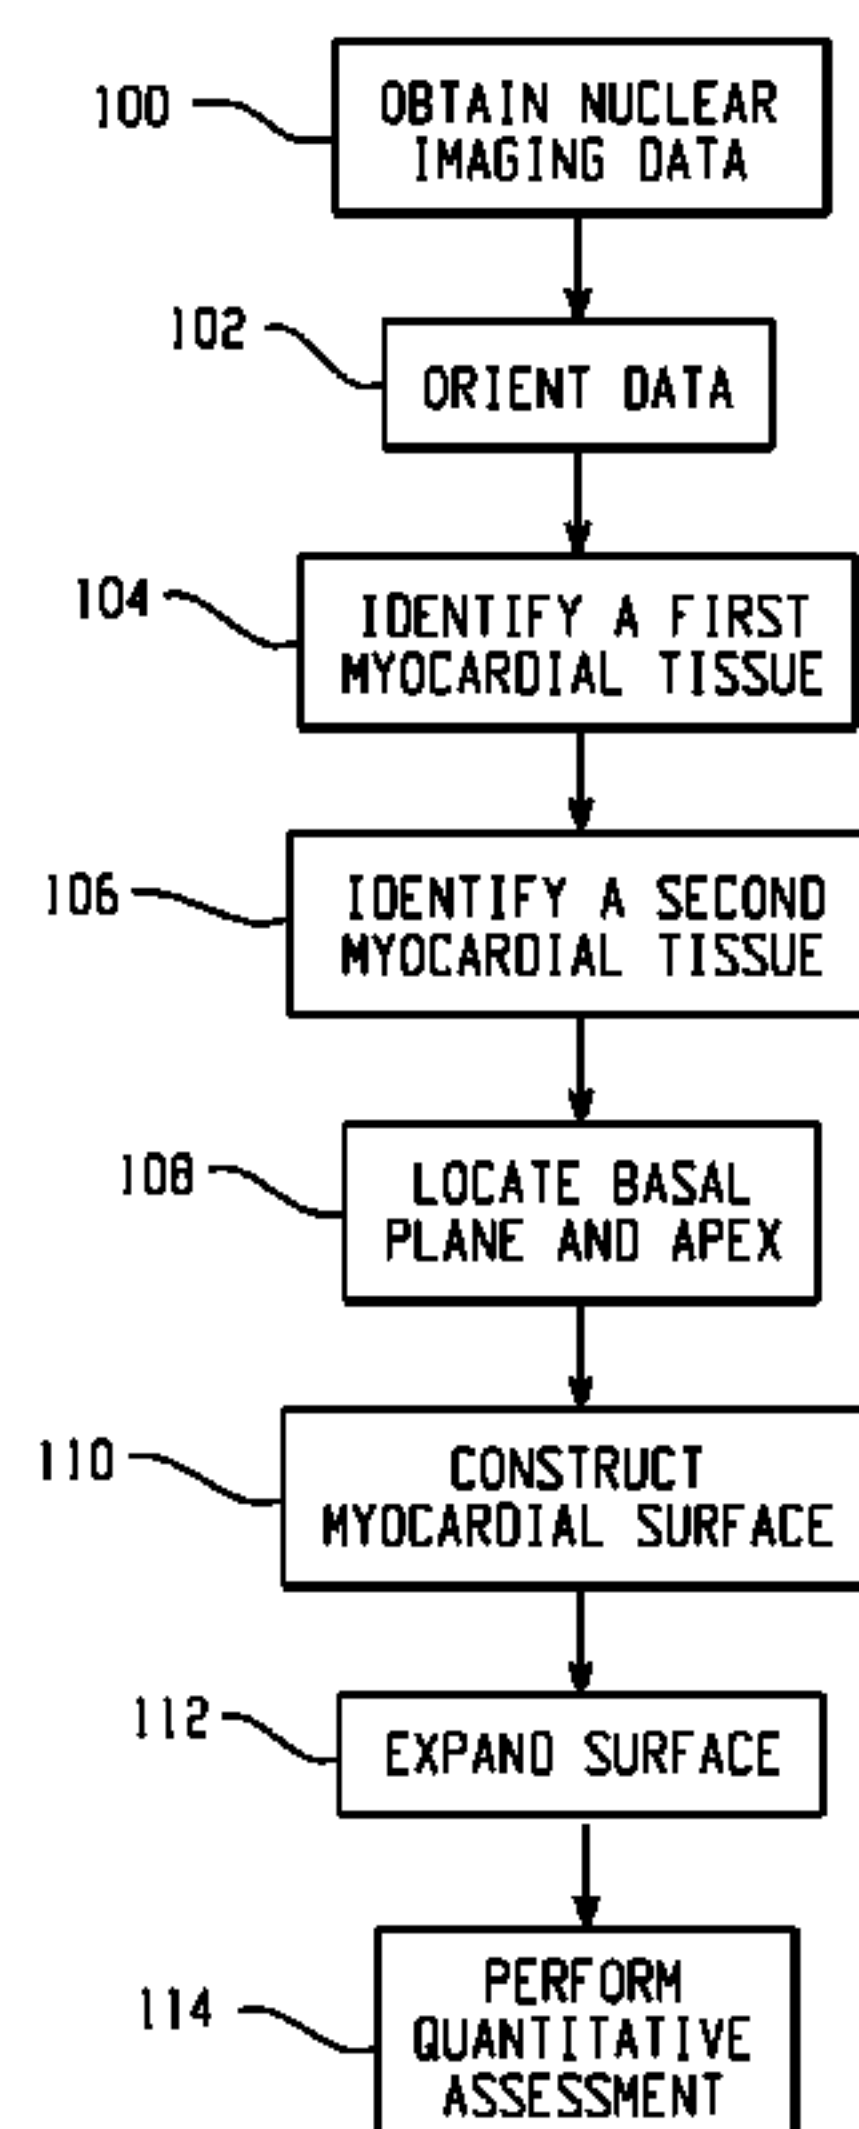 100
OBTAIN NUCLEAR
IMAGING DATA
102
ORIENT DATA
104
IDENTIFY A FIRST
MYOCARDIAL TISSUE
106
IDENTIFY A SECOND
MYOCARDIAL TISSUE
108
LOCATE BASAL
PLANE AND APEX
110
CONSTRUCT
MYOCARDIAL SURFACE
112
EXPAND SURFACE
114
PERFORM
QUANTITATIVE
ASSESSMENT